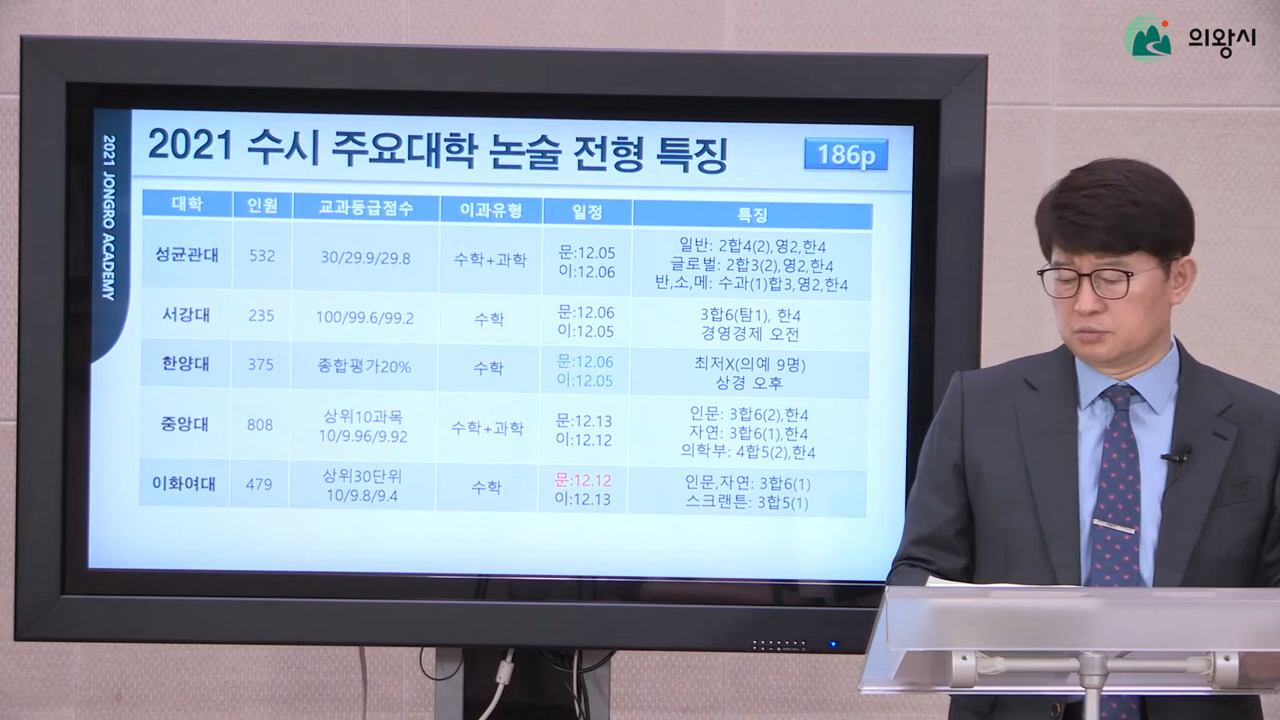 의왕시
2021 JONGRO ACADEMY
2021 수시 주요대학 논술 전형 특징
186p
대학 인원 교과등급점수 이과유형 일정 특징
성균관대 532 30/29.9/29.8 수학+과학 문:12.05 이:12.06 일반: 2합4(2),영2,한4
글로벌: 2합3(2),영2,한4
반,소,메: 수과(1)합3,영2,한4
서강대 235 100/99.6/99.2 수학 문:12.06 이:12.05 3합6(탐1), 한4
경영경제 오전
한양대 375 종합평가20% 수학 문:12.06 이:12.05 최저X(의예 9명)
상경 오후
중앙대 808 상위10과목 10/9.96/9.92 수학+과학 문:12.13 이:12.12 인문: 3합6(2),한4
자연: 3합6(1),한4
의학부: 4합5(2),한4
이화여대 479 상위30단위 10/9.8/9.4 수학 문:12.12 이:12.13 인문,자연: 3합6(1)
스크랜튼: 3합5(1)